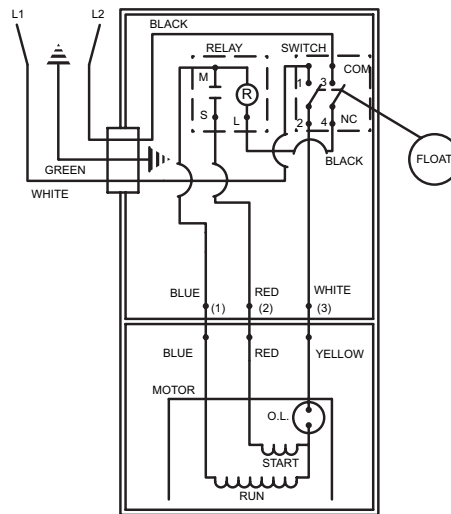 L1
L2
BLACK
RELAY
SWITCH
M
R
1
3
COM
S
L
2
4
NC
BLACK
FLOAT
GREEN
WHITE
BLUE
RED
WHITE
(1)
(2)
(3)
BLUE
RED
YELLOW
MOTOR
O.L.
START
RUN